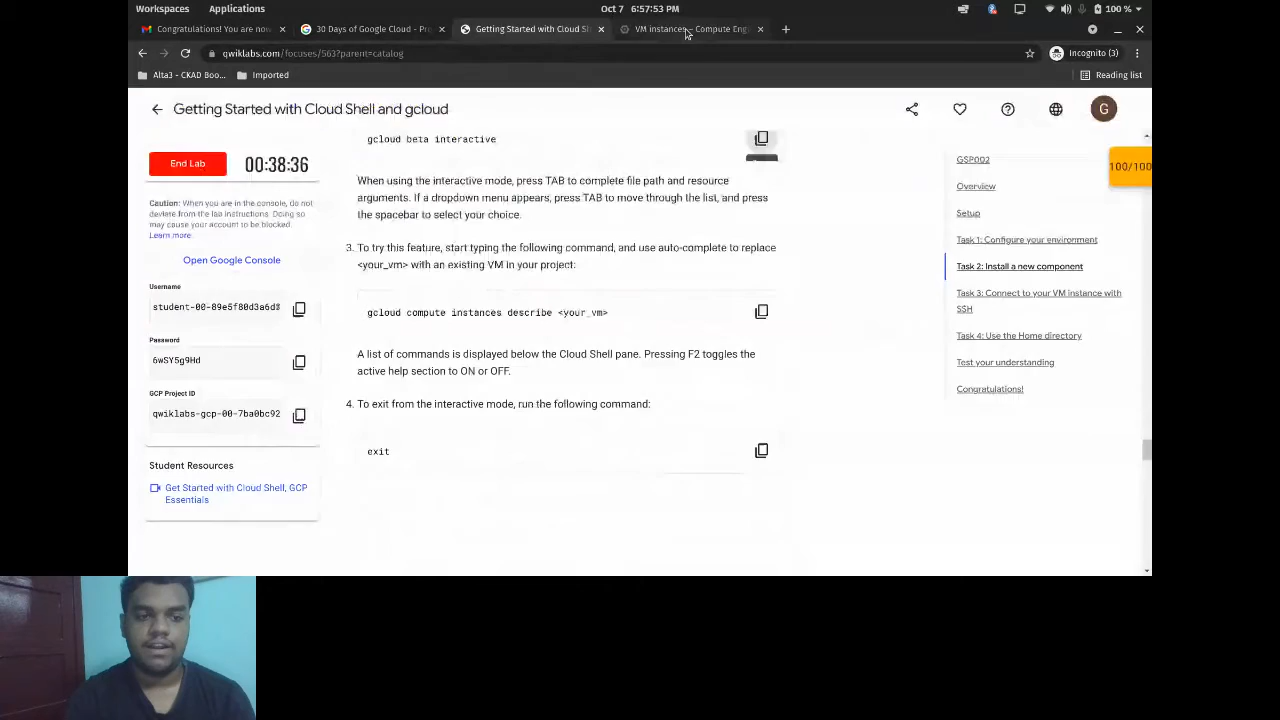 Workspaces Applications Oct 7 6:57:53 PM 100 %
Congratulations! You are now 30 Days of Google Cloud - Pro Getting Started with Cloud Sh VM instances - Compute Eng
qwiklabs.com/focuses/563?parent=catalog Incognito (3)
Alta3 - CKAD Boo... Imported Reading list
Getting Started with Cloud Shell and gcloud G
End Lab 00:38:36
Caution: When you are in the console, do not
deviate from the lab instructions. Doing so
may cause your account to be blocked.
Learn more.
Open Google Console
Username
student-00-89e5f80d3a6d
Password
6wSY5g9Hd
GCP Project ID
qwiklabs-gcp-00-7ba0bc92
Student Resources
Get Started with Cloud Shell, GCP
Essentials
gcloud beta interactive
When using the interactive mode, press TAB to complete file path and resource
arguments. If a dropdown menu appears, press TAB to move through the list, and press
the spacebar to select your choice.
3. To try this feature, start typing the following command, and use auto-complete to replace
<your_vm> with an existing VM in your project:
gcloud compute instances describe <your_vm>
A list of commands is displayed below the Cloud Shell pane. Pressing F2 toggles the
active help section to ON or OFF.
4. To exit from the interactive mode, run the following command:
exit
GSP002
Overview
Setup
Task 1: Configure your environment
Task 2: Install a new component
Task 3: Connect to your VM instance with
SSH
Task 4: Use the Home directory
Test your understanding
Congratulations!
100/100